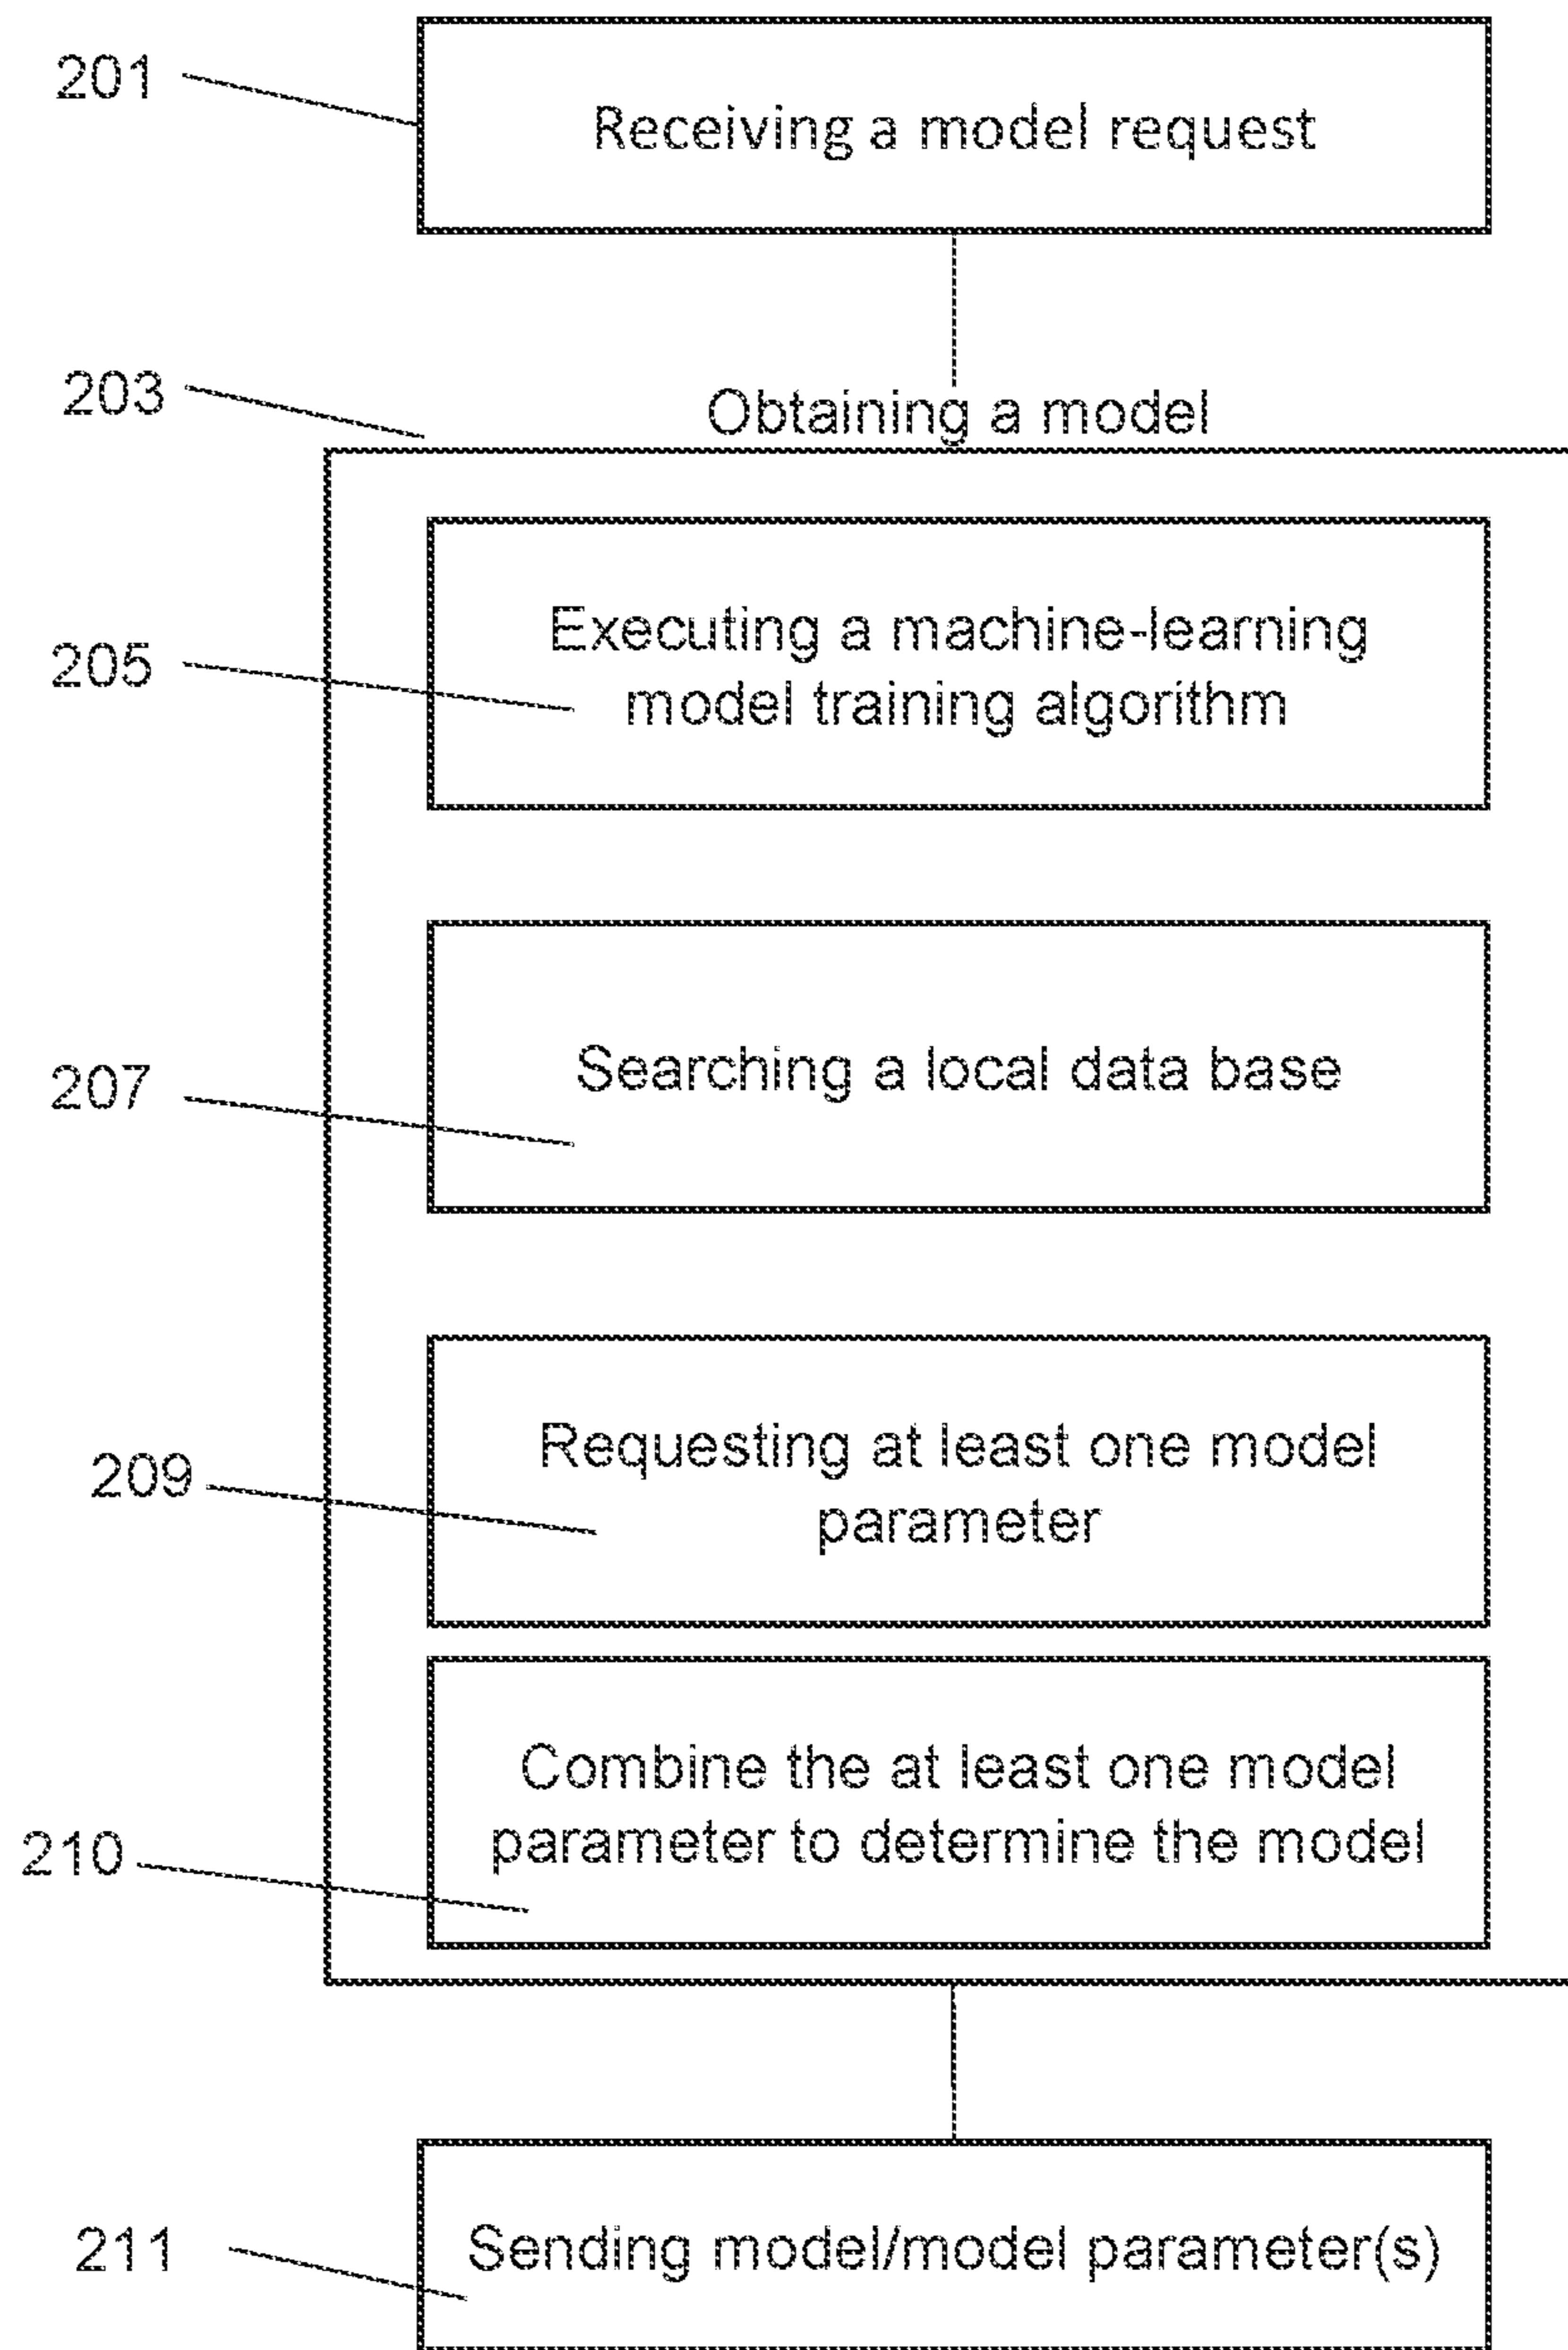 201
Receiving a model request
203
Obtaining a model
205
Executing a machine-learning
model training algorithm
207
Searching a local data base
209
Requesting at least one model
parameter
210
Combine the at least one model
parameter to determine the model
211
Sending model/model parameter(s)